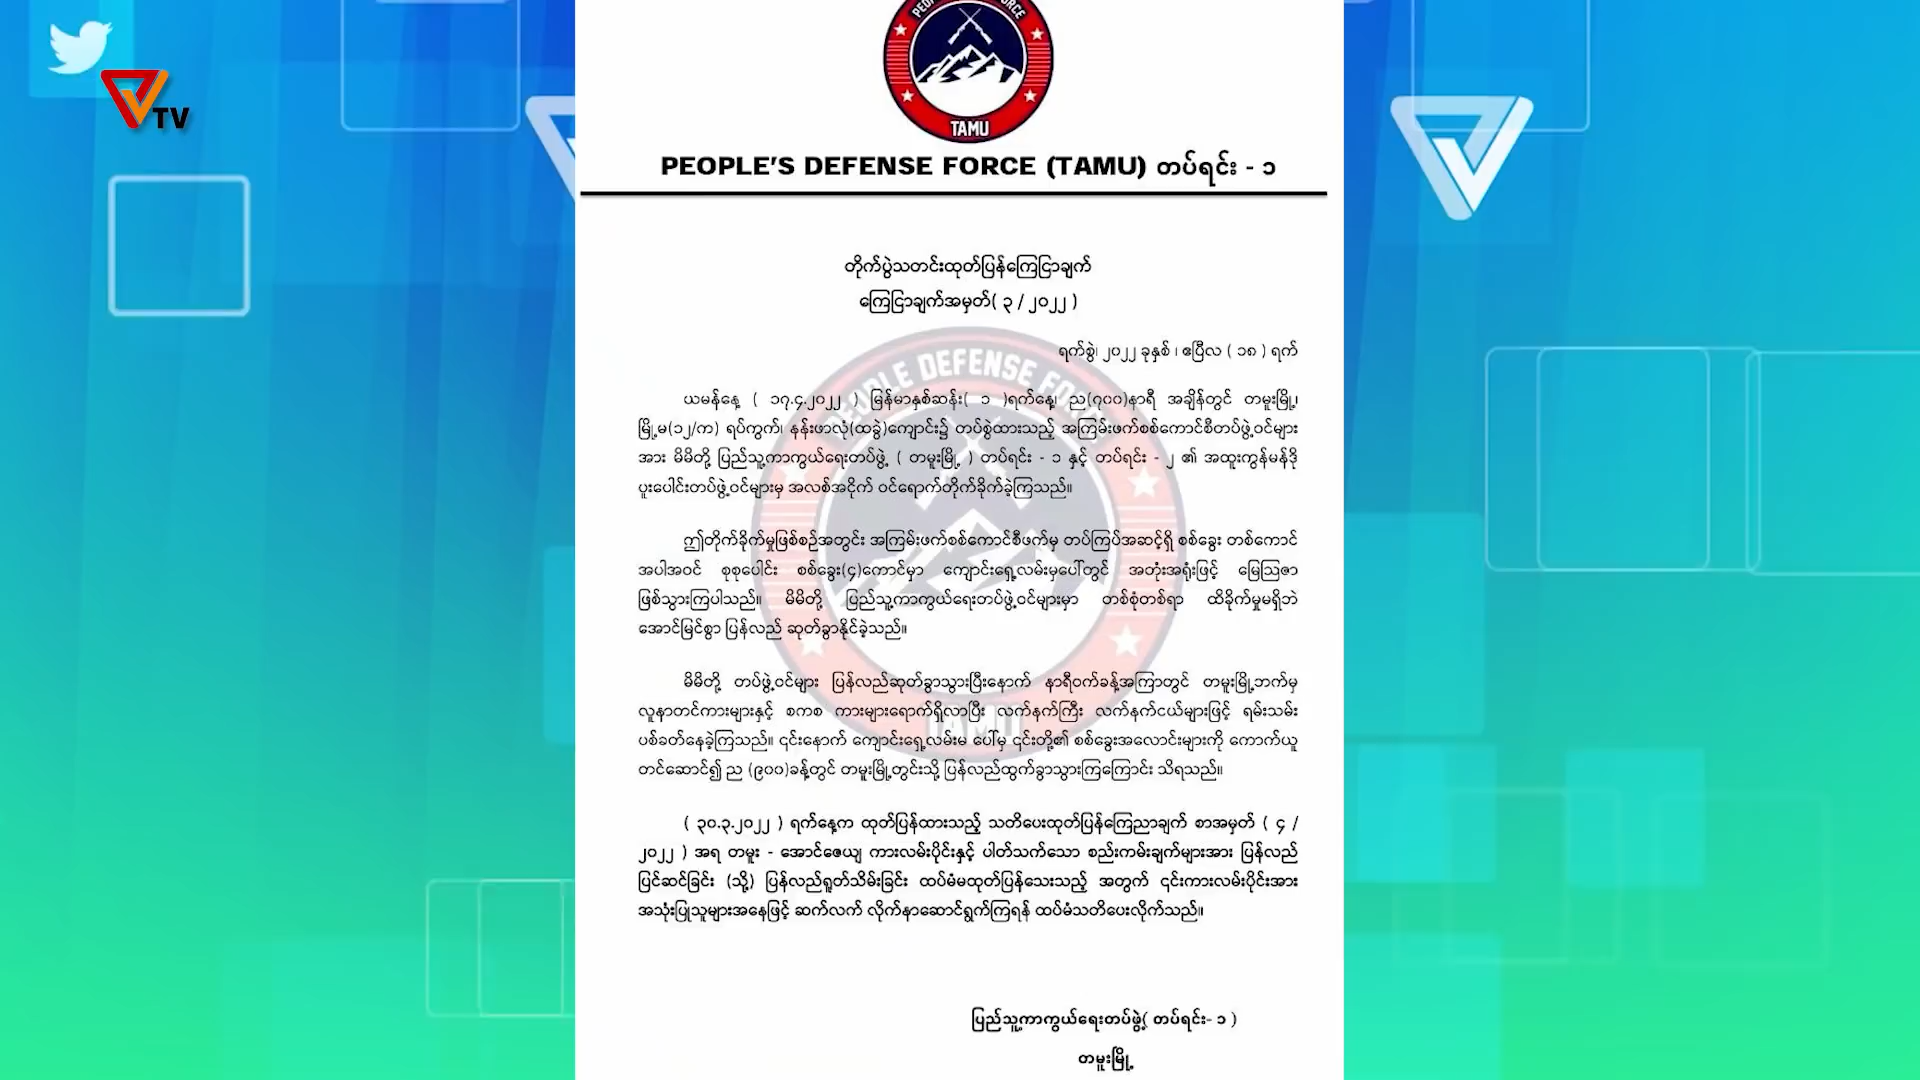 TV
TAMU
PEOPLE'S DEFENSE FORCE (TAMU) တပ်ရင်း - ၁
တိုက်ပွဲသတင်းထုတ်ပြန်ကြေငြာချက်
ကြေငြာချက်အမှတ်( ၃ / ၂၀၂၂ )
ရက်စွဲ၊ ၂၀၂၂ ခုနှစ် ၊ ဧပြီလ ( ၁၈ ) ရက်
ယမန်နေ့ ( ၁၇.၄.၂၀၂၂ ) မြန်မာနှစ်ဆန်း( ၁ )ရက်နေ့၊ ည(၇၀၀)နာရီ အချိန်တွင် တမူးမြို့၊
မြို့မ(၁၂/က) ရပ်ကွက်၊ နန်းဖာလုံ(ထခွဲ)ကျောင်း၌ တပ်စွဲထားသည့် အကြမ်းဖက်စစ်ကောင်စီတပ်ဖွဲ့ဝင်များ
အား မိမိတို့ ပြည်သူ့ကာကွယ်ရေးတပ်ဖွဲ့ ( တမူးမြို့ ) တပ်ရင်း - ၁ နှင့် တပ်ရင်း - ၂ ၏ အထူးကွန်မန်ဒို
ပူးပေါင်းတပ်ဖွဲ့ဝင်များမှ အလစ်အငိုက် ဝင်ရောက်တိုက်ခိုက်ခဲ့ကြသည်။
ဤတိုက်ခိုက်မှုဖြစ်စဉ်အတွင်း အကြမ်းဖက်စစ်ကောင်စီဖက်မှ တပ်ကြပ်အဆင့်ရှိ စစ်ခွေး တစ်ကောင်
အပါအဝင် စုစုပေါင်း စစ်ခွေး(၄)ကောင်မှာ ကျောင်းရှေ့လမ်းမပေါ်တွင် အတုံးအရုံးဖြင့် မြေသြဇာ
ဖြစ်သွားကြပါသည်။ မိမိတို့ ပြည်သူ့ကာကွယ်ရေးတပ်ဖွဲ့ဝင်များမှာ တစ်စုံတစ်ရာ ထိခိုက်မှုမရှိဘဲ
အောင်မြင်စွာ ပြန်လည် ဆုတ်ခွာနိုင်ခဲ့သည်။
မိမိတို့ တပ်ဖွဲ့ဝင်များ ပြန်လည်ဆုတ်ခွာသွားပြီးနောက် နာရီဝက်ခန့်အကြာတွင် တမူးမြို့ဘက်မှ
လူနာတင်ကားများနှင့် စကစ ကားများရောက်ရှိလာပြီး လက်နက်ကြီး လက်နက်ငယ်များဖြင့် ရမ်းသမ်း
ပစ်ခတ်နေခဲ့ကြသည်။ ၎င်းနောက် ကျောင်းရှေ့လမ်းမ ပေါ်မှ ၎င်းတို့၏ စစ်ခွေးအလောင်းများကို ကောက်ယူ
တင်ဆောင်၍ ည (၉၀၀)ခန့်တွင် တမူးမြို့တွင်းသို့ ပြန်လည်ထွက်ခွာသွားကြကြောင်း သိရသည်။
( ၃၀.၃.၂၀၂၂ ) ရက်နေ့က ထုတ်ပြန်ထားသည့် သတိပေးထုတ်ပြန်ကြေညာချက် စာအမှတ် ( ၄ /
၂၀၂၂ ) အရ တမူး - အောင်ဇေယျ ကားလမ်းပိုင်းနှင့် ပါတ်သက်သော စည်းကမ်းချက်များအား ပြန်လည်
ပြင်ဆင်ခြင်း (သို့) ပြန်လည်ရုတ်သိမ်းခြင်း ထပ်မံမထုတ်ပြန်သေးသည့် အတွက် ၎င်းကားလမ်းပိုင်းအား
အသုံးပြုသူများအနေဖြင့် ဆက်လက် လိုက်နာဆောင်ရွက်ကြရန် ထပ်မံသတိပေးလိုက်သည်။
ပြည်သူ့ကာကွယ်ရေးတပ်ဖွဲ့( တပ်ရင်း- ၁ )
တမူးမြို့